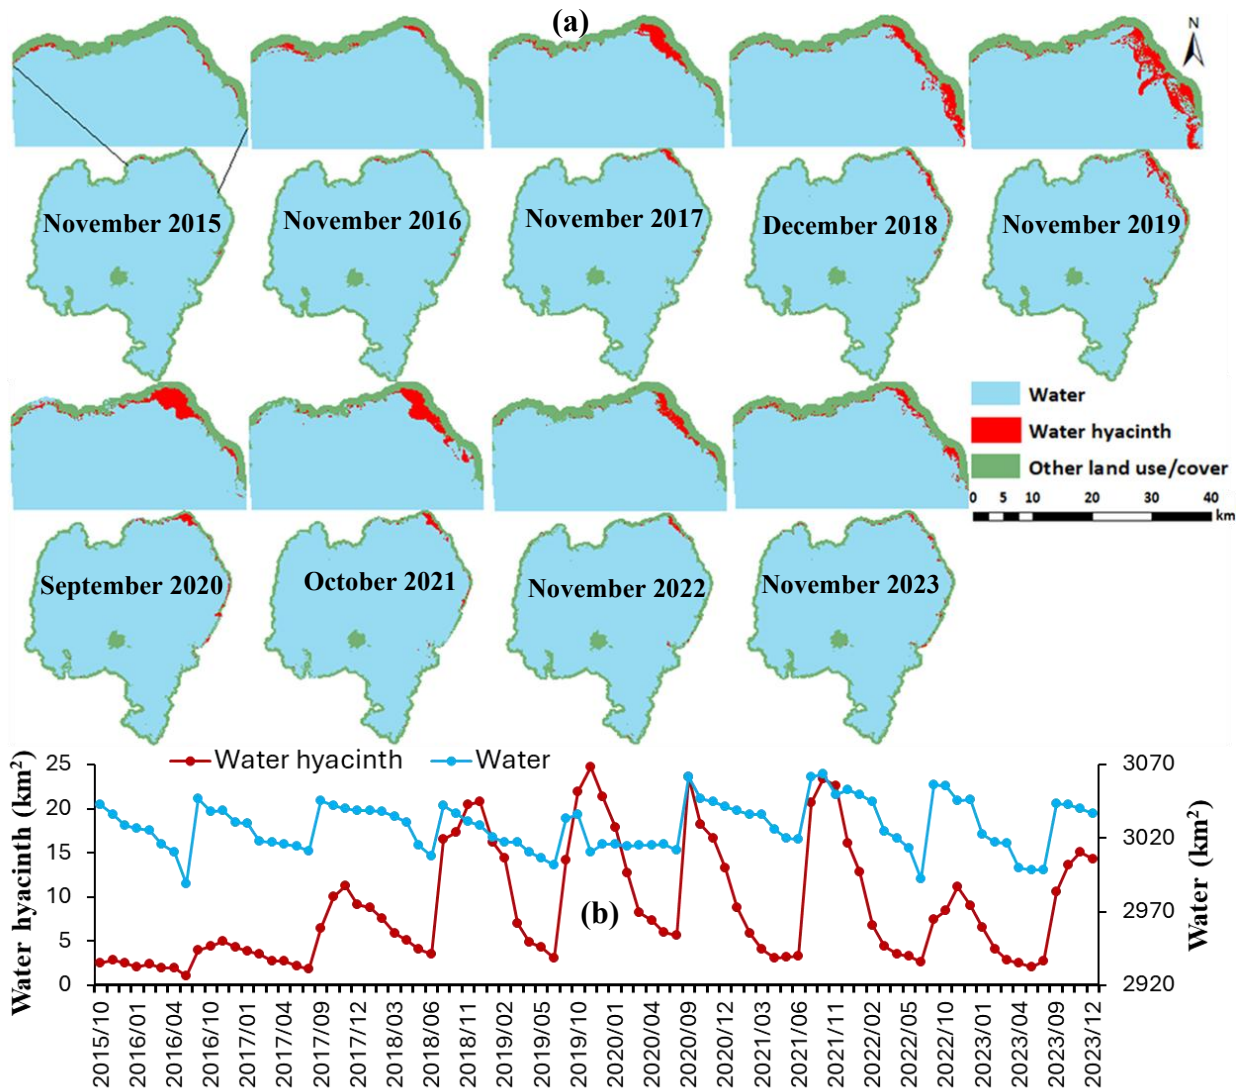 (a)
N
November 2015
November 2016
November 2017
December 2018
November 2019
Water
Water hyacinth
Other land use/cover
0 5 10 20 30 40
km
September 2020
October 2021
November 2022
November 2023
Water hyacinth Water
Water hyacinth (km²)
25
20
15
10
5
0
3070
3020
2970
2920
Water (km²)
(b)
2015/10
2016/01
2016/04
2016/10
2017/01
2017/04
2017/09
2017/12
2018/03
2018/06
2018/11
2019/02
2019/05
2019/10
2020/01
2020/04
2020/09
2020/12
2021/03
2021/06
2021/11
2022/02
2022/05
2022/10
2023/01
2023/04
2023/09
2023/12